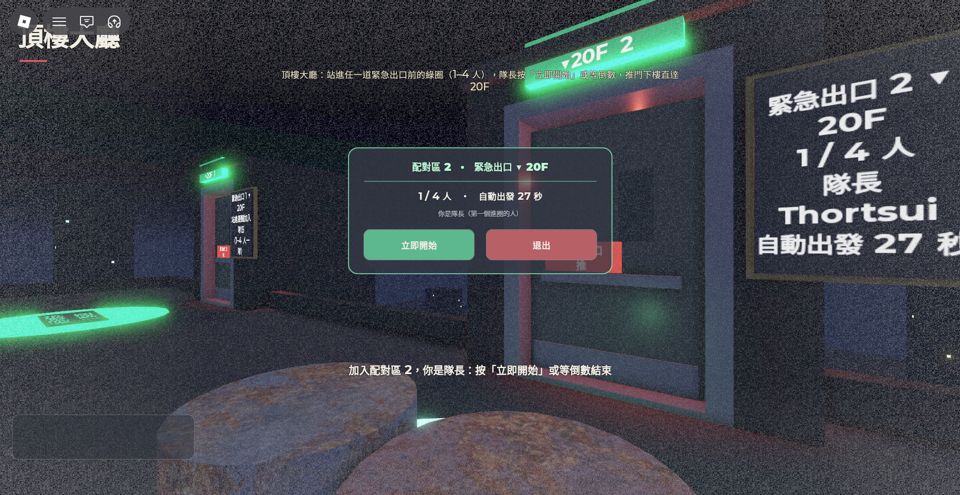 頂樓大廳
頂樓大廳：站進任一道緊急出口前的綠圈（1–4 人），隊長按「立即開始」或等倒數，推門下樓直達
20F
▼20F 2
配對區 2 • 緊急出口 ▼ 20F
1 / 4 人 • 自動出發 27 秒
你是隊長（第一個進圈的人）
立即開始
退出
緊急出口 2 ▼
20F
1 / 4 人
隊長
Thortsui
自動出發 27 秒
加入配對區 2，你是隊長：按「立即開始」或等倒數結束